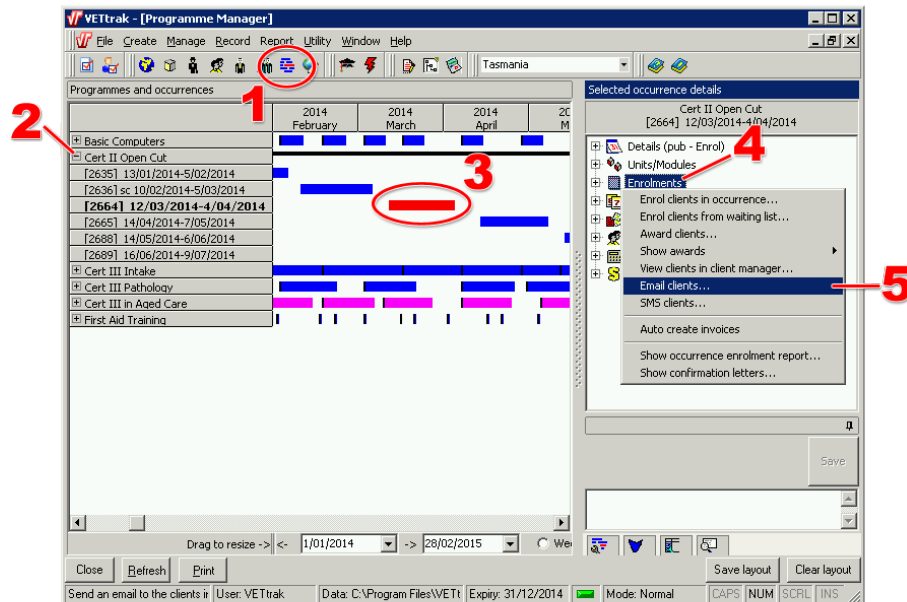 VETtrak - [Programme Manager]
File Create Manage Record Report Utility Window Help
Tasmania
1
Programmes and occurrences
Selected occurrence details
2014 February
2014 March
2014 April
20 M
Cert II Open Cut
[2664] 12/03/2014-4/04/2014
2
3
4
5
Basic Computers
Cert II Open Cut
[2635] 13/01/2014-5/02/2014
[2636] sc 10/02/2014-5/03/2014
[2664] 12/03/2014-4/04/2014
[2665] 14/04/2014-7/05/2014
[2688] 14/05/2014-6/06/2014
[2689] 16/06/2014-9/07/2014
Cert III Intake
Cert III Pathology
Cert III in Aged Care
First Aid Training
Details (pub - Enrol)
Units/Modules
Enrolments
Enrol clients in occurrence...
Enrol clients from waiting list...
Award clients...
Show awards
View clients in client manager...
Email clients...
SMS clients...
Auto create invoices
Show occurrence enrolment report...
Show confirmation letters...
Save
Drag to resize -> <- 1/01/2014 -> 28/02/2015 We
Close Refresh Print Save layout Clear layout
Send an email to the clients ir User: VETtrak Data: C:\Program Files\VETt Expiry: 31/12/2014 Mode: Normal CAPS NUM SCRL INS